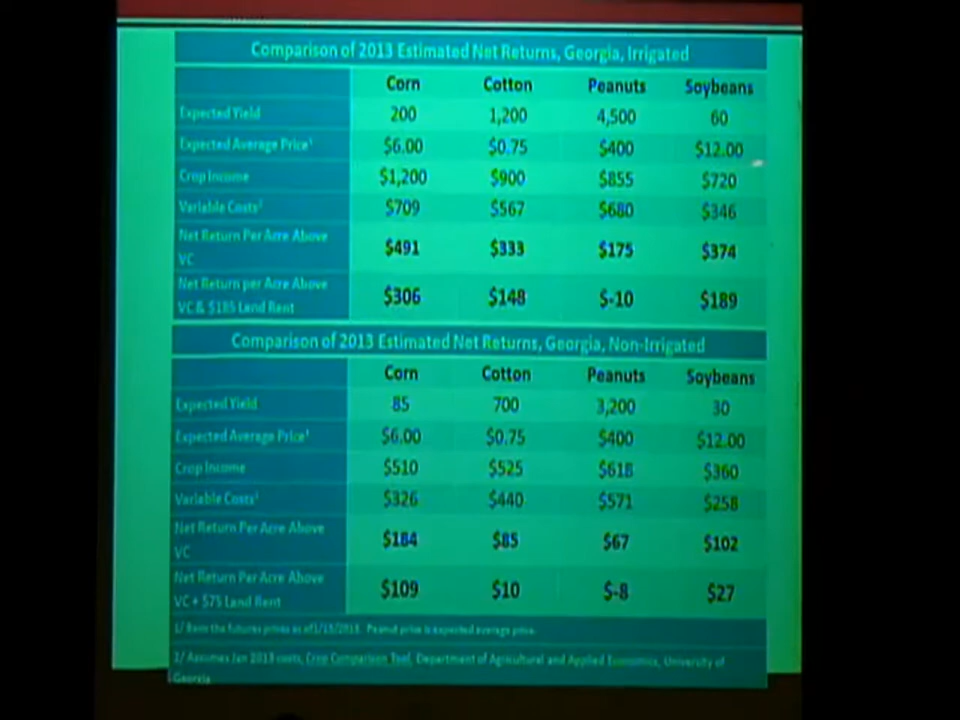 Comparison of 2013 Estimated Net Returns, Georgia, Irrigated
Corn Cotton Peanuts Soybeans
Expected Yield 200 1,200 4,500 60
Expected Average Price¹ $6.00 $0.75 $400 $12.00
Crop Income $1,200 $900 $855 $720
Variable Costs² $709 $567 $680 $346
Net Return Per Acre Above
VC $491 $333 $175 $374
Net Return per Acre Above
VC & $185 Land Rent $306 $148 $-10 $189
Comparison of 2013 Estimated Net Returns, Georgia, Non-Irrigated
Corn Cotton Peanuts Soybeans
Expected Yield 85 700 3,200 30
Expected Average Price¹ $6.00 $0.75 $400 $12.00
Crop Income $510 $525 $618 $360
Variable Costs² $326 $440 $571 $258
Net Return Per Acre Above
VC $184 $85 $67 $102
Net Return Per Acre Above
VC + $75 Land Rent $109 $10 $-8 $27
1/ futures prices as of 1/15/2013. Peanut price is expected average price.
2/ Assumes Jan 2013 costs, Crop Comparison Tool, Department of Agricultural and Applied Economics, University of
Georgia